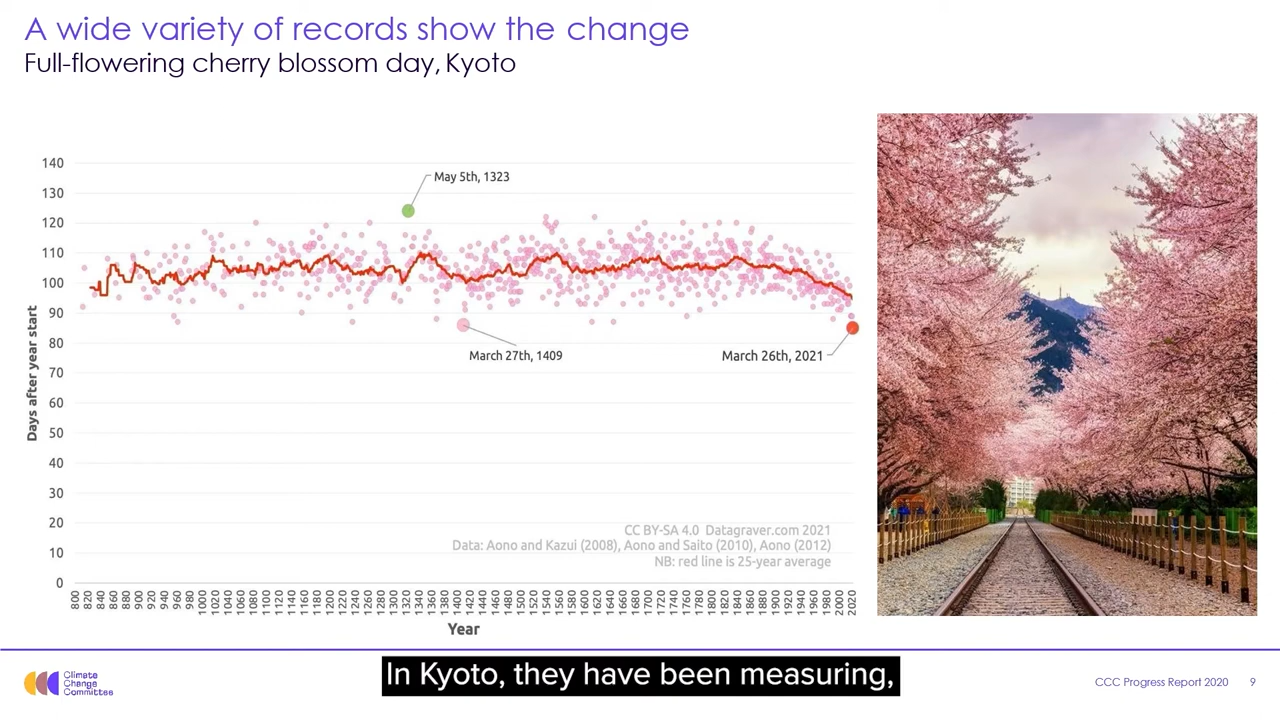 A wide variety of records show the change
Full-flowering cherry blossom day, Kyoto
140
130
120
110
100
90
80
70
60
50
40
30
20
10
0
Days after year start
May 5th, 1323
March 27th, 1409
March 26th, 2021
CC BY-SA 4.0 Datagraver.com 2021
Data: Aono and Kazui (2008), Aono and Saito (2010), Aono (2012)
NB: red line is 25-year average
800 820 840 860 880 900 920 940 960 980 1000 1020 1040 1060 1080 1100 1120 1140 1160 1180 1200 1220 1240 1260 1280 1300 1320 1340 1360 1380 1400 1420 1440 1460 1480 1500 1520 1540 1560 1580 1600 1620 1640 1660 1680 1700 1720 1740 1760 1780 1800 1820 1840 1860 1880 1900 1920 1940 1960 1980 2000 2020
Year
Climate
Change
Committee
In Kyoto, they have been measuring,
CCC Progress Report 2020 9